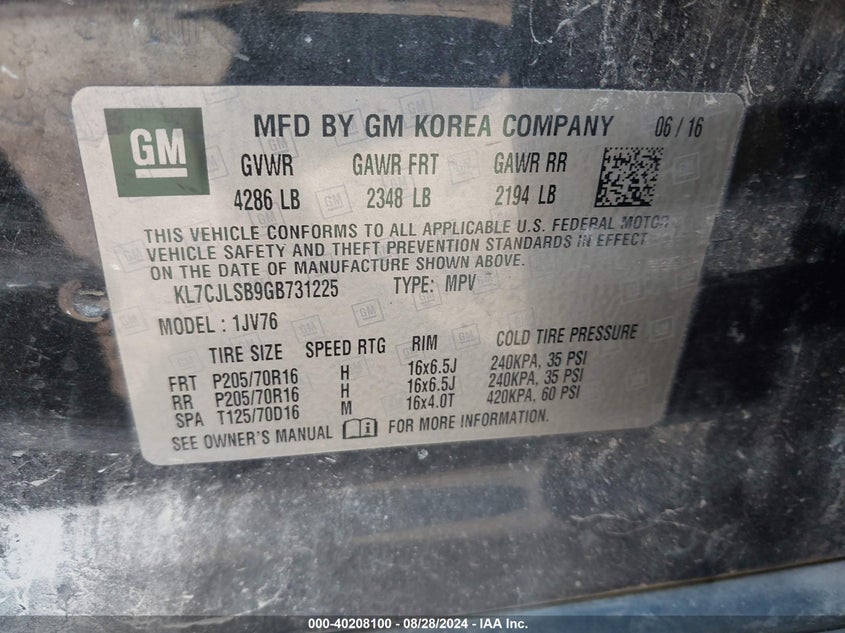 GM
MFD BY GM KOREA COMPANY 06 / 16
GVWR GAWR FRT GAWR RR
4286 LB 2348 LB 2194 LB
THIS VEHICLE CONFORMS TO ALL APPLICABLE U.S. FEDERAL MOTOR
VEHICLE SAFETY AND THEFT PREVENTION STANDARDS IN EFFECT
ON THE DATE OF MANUFACTURE SHOWN ABOVE.
KL7CJLSB9GB731225 TYPE: MPV
MODEL : 1JV76
TIRE SIZE SPEED RTG RIM COLD TIRE PRESSURE
FRT P205/70R16 H 16x6.5J 240KPA, 35 PSI
RR P205/70R16 H 16x6.5J 240KPA, 35 PSI
SPA T125/70D16 M 16x4.0T 420KPA, 60 PSI
SEE OWNER'S MANUAL FOR MORE INFORMATION.
000-40208100 - 08/28/2024 - IAA Inc.